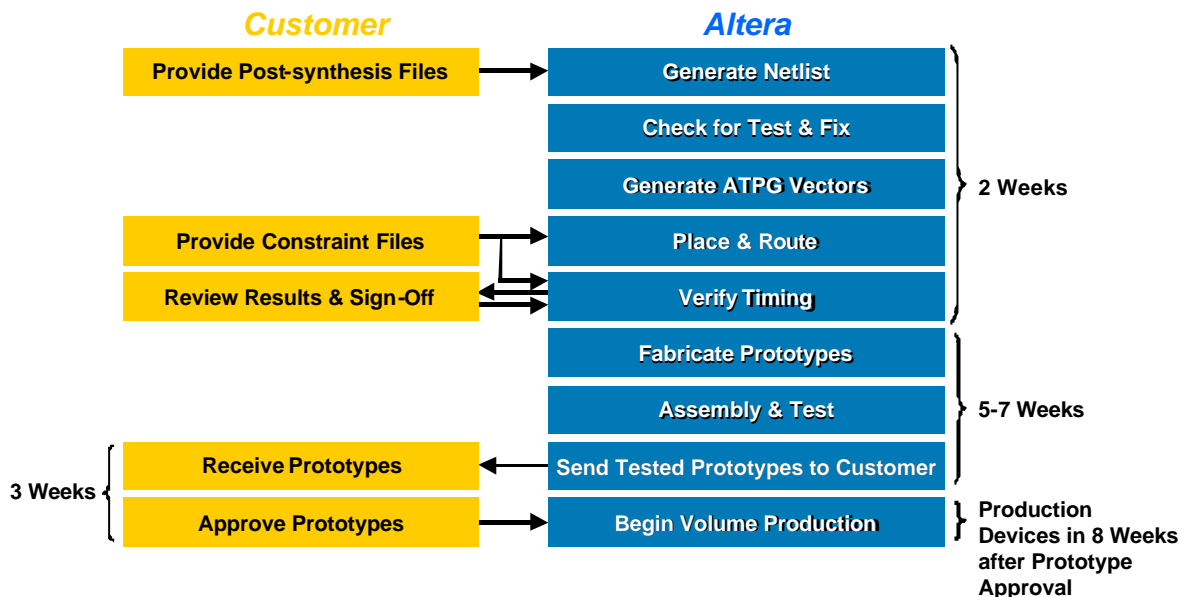 Customer
Altera
Provide Post-synthesis Files
Generate Netlist
Check for Test & Fix
Generate ATPG Vectors
2 Weeks
Provide Constraint Files
Place & Route
Review Results & Sign-Off
Verify Timing
Fabricate Prototypes
Assembly & Test
5-7 Weeks
Receive Prototypes
Send Tested Prototypes to Customer
3 Weeks
Approve Prototypes
Begin Volume Production
Production
Devices in 8 Weeks
after Prototype
Approval